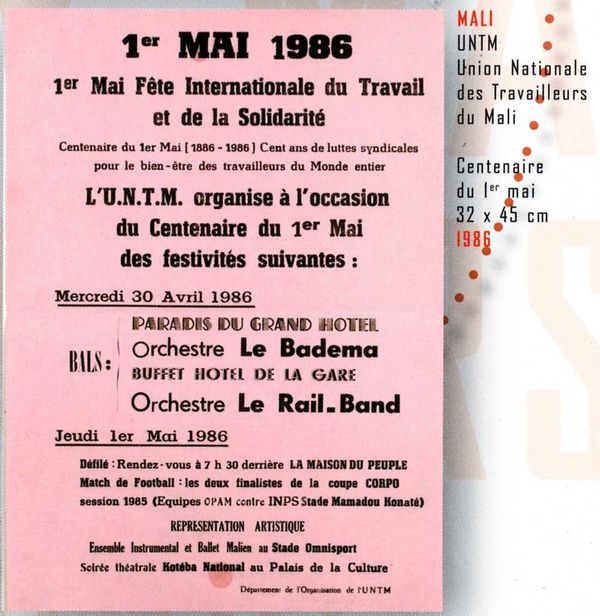 1er MAI 1986
1er Mai Fête Internationale du Travail
et de la Solidarité
Centenaire du 1er Mai [1886 - 1986] Cent ans de luttes syndicales
pour le bien-être des travailleurs du Monde entier
L'U.N.T.M. organise à l'occasion
du Centenaire du 1er Mai
des festivités suivantes :
Mercredi 30 Avril 1986
BALS :
PARADIS DU GRAND HOTEL
Orchestre Le Badema
BUFFET HOTEL DE LA GARE
Orchestre Le Rail-Band
Jeudi 1er Mai 1986
Défilé : Rendez-vous à 7 h 30 derrière LA MAISON DU PEUPLE
Match de Football : les deux finalistes de la coupe CORPO
session 1985 (Equipes OPAM contre INPS Stade Mamadou Konaté)
REPRESENTATION ARTISTIQUE
Ensemble Instrumental et Ballet Malien au Stade Omnisport
Soirée théatrale Kotéba National au Palais de la Culture
Département de l'Organisation de l'UNTM
MALI
UNTM
Union Nationale
des Travailleurs
du Mali
Centenaire
du 1er mai
32 x 45 cm
1986